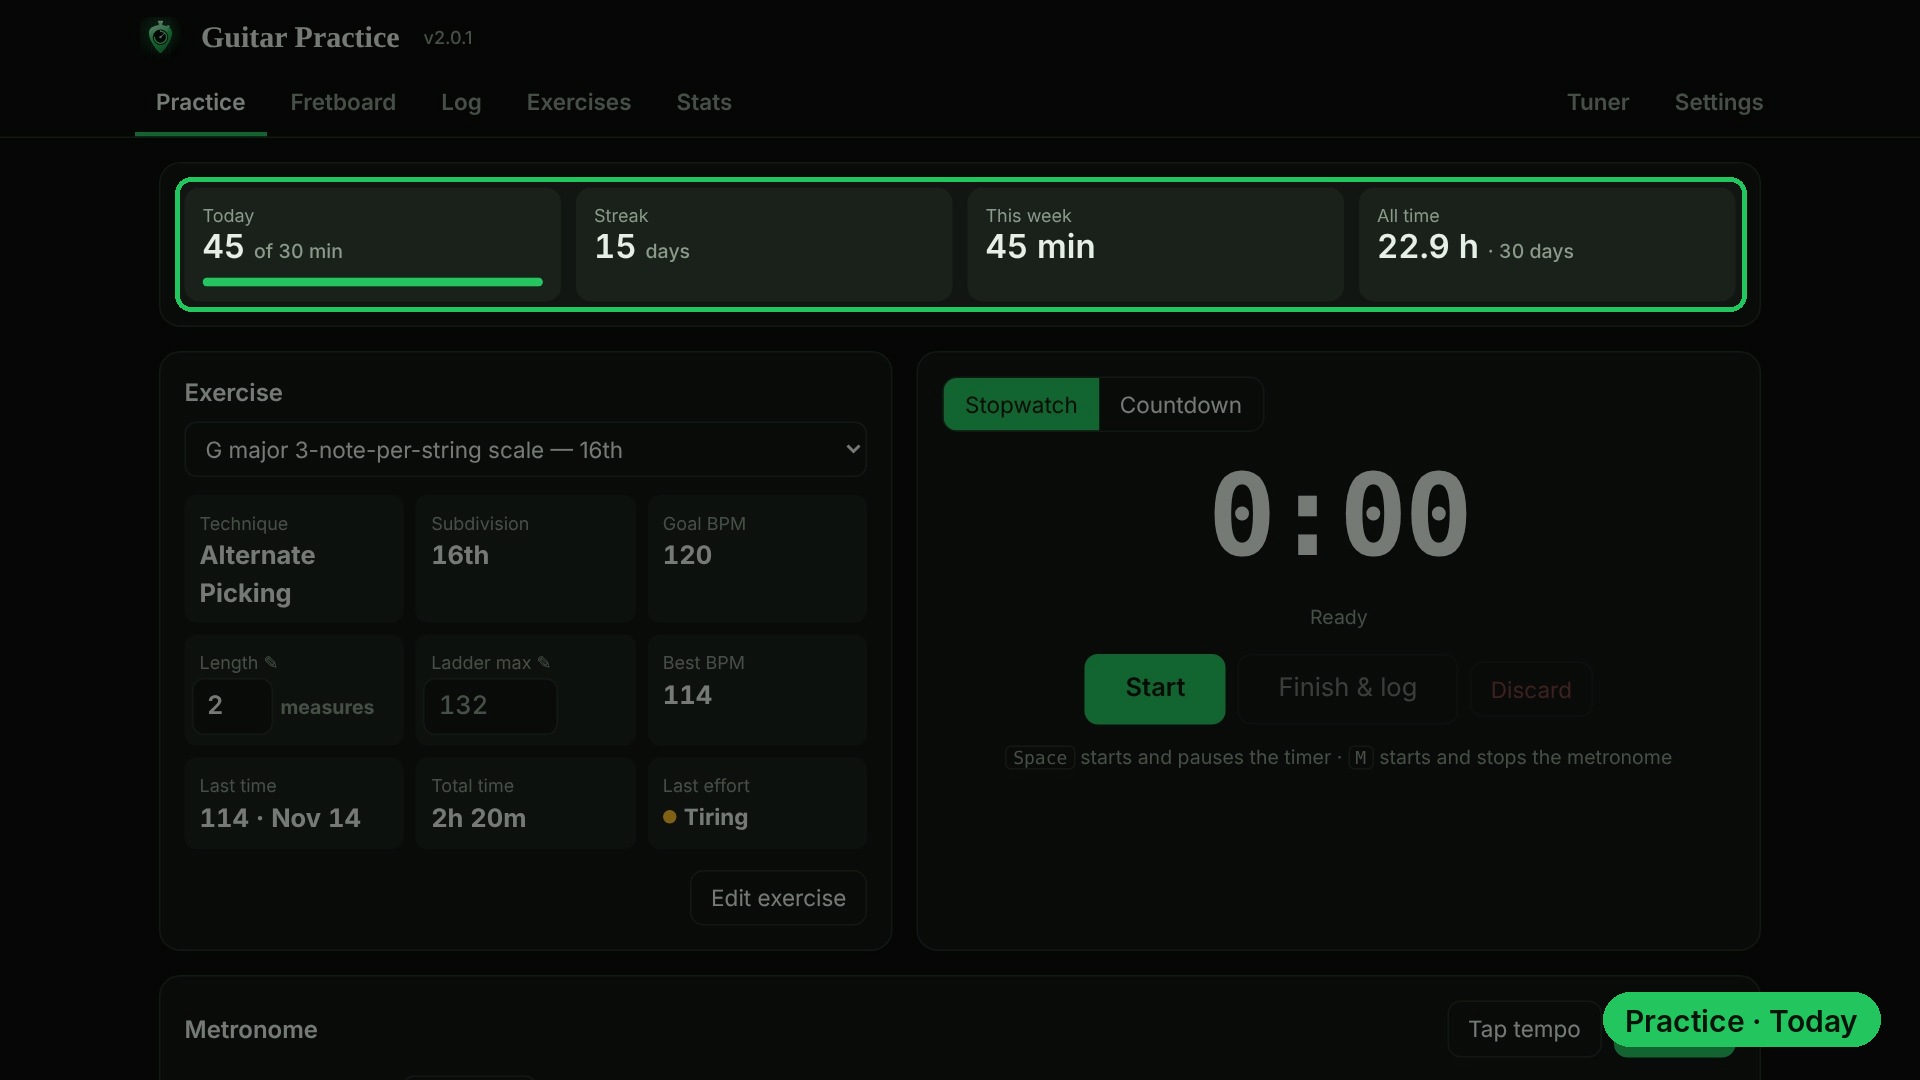 Guitar Practice v2.0.1
Practice Fretboard Log Exercises Stats Tuner Settings
Today
45 of 30 min
Streak
15 days
This week
45 min
All time
22.9 h · 30 days
Exercise
G major 3-note-per-string scale — 16th
Technique
Alternate
Picking
Subdivision
16th
Goal BPM
120
Length ✎
2 measures
Ladder max ✎
132
Best BPM
114
Last time
114 · Nov 14
Total time
2h 20m
Last effort
Tiring
Edit exercise
Stopwatch Countdown
0:00
Ready
Start Finish & log Discard
Space starts and pauses the timer · M starts and stops the metronome
Metronome
Tap tempo
Practice · Today